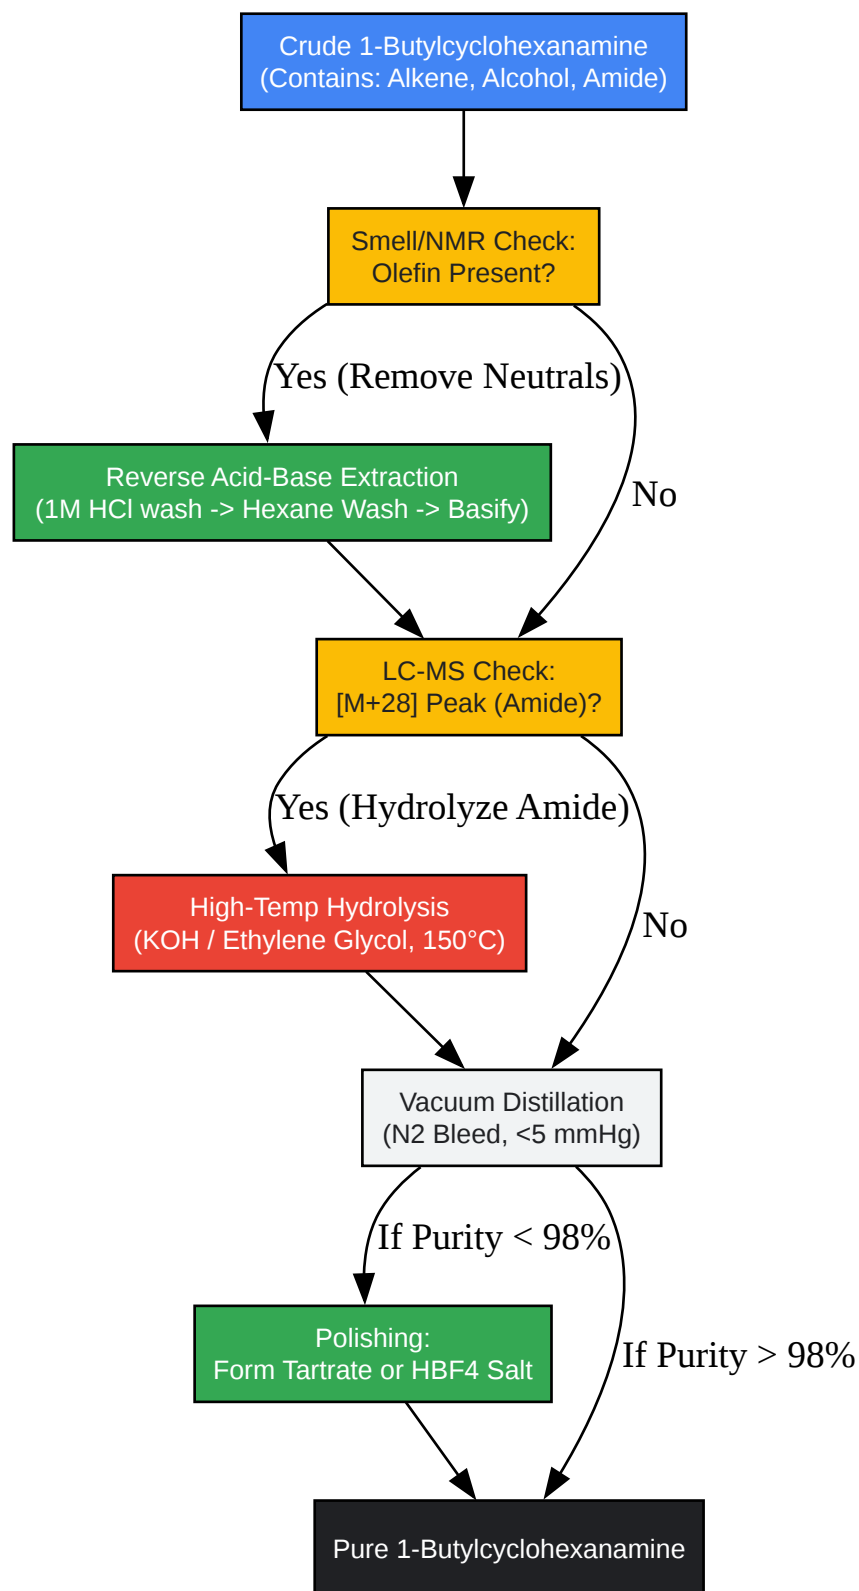 Crude 1-Butylcyclohexanamine
(Contains: Alkene, Alcohol, Amide)
Smell/NMR Check:
Olefin Present?
Yes (Remove Neutrals)
Reverse Acid-Base Extraction
(1M HCl wash -> Hexane Wash -> Basify)
No
LC-MS Check:
[M+28] Peak (Amide)?
Yes (Hydrolyze Amide)
High-Temp Hydrolysis
(KOH / Ethylene Glycol, 150°C)
No
Vacuum Distillation
(N2 Bleed, <5 mmHg)
If Purity < 98%
Polishing:
Form Tartrate or HBF4 Salt
If Purity > 98%
Pure 1-Butylcyclohexanamine